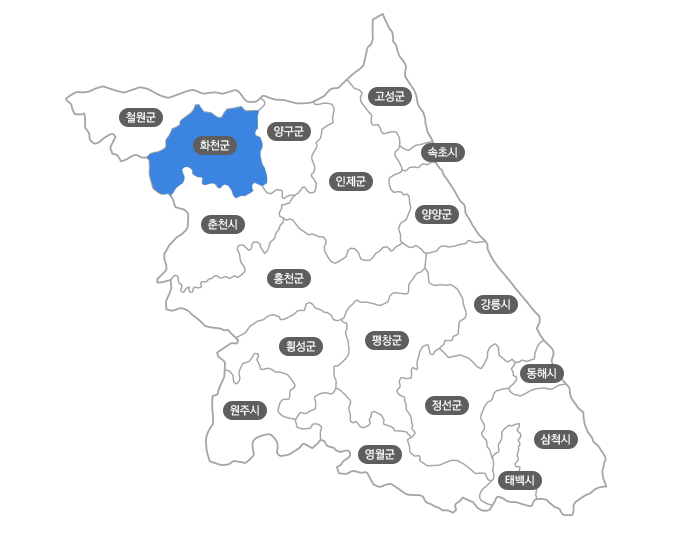 고성군
철원군
양구군
화천군
속초시
인제군
양양군
춘천시
홍천군
강릉시
평창군
횡성군
동해시
정선군
원주시
삼척시
영월군
태백시